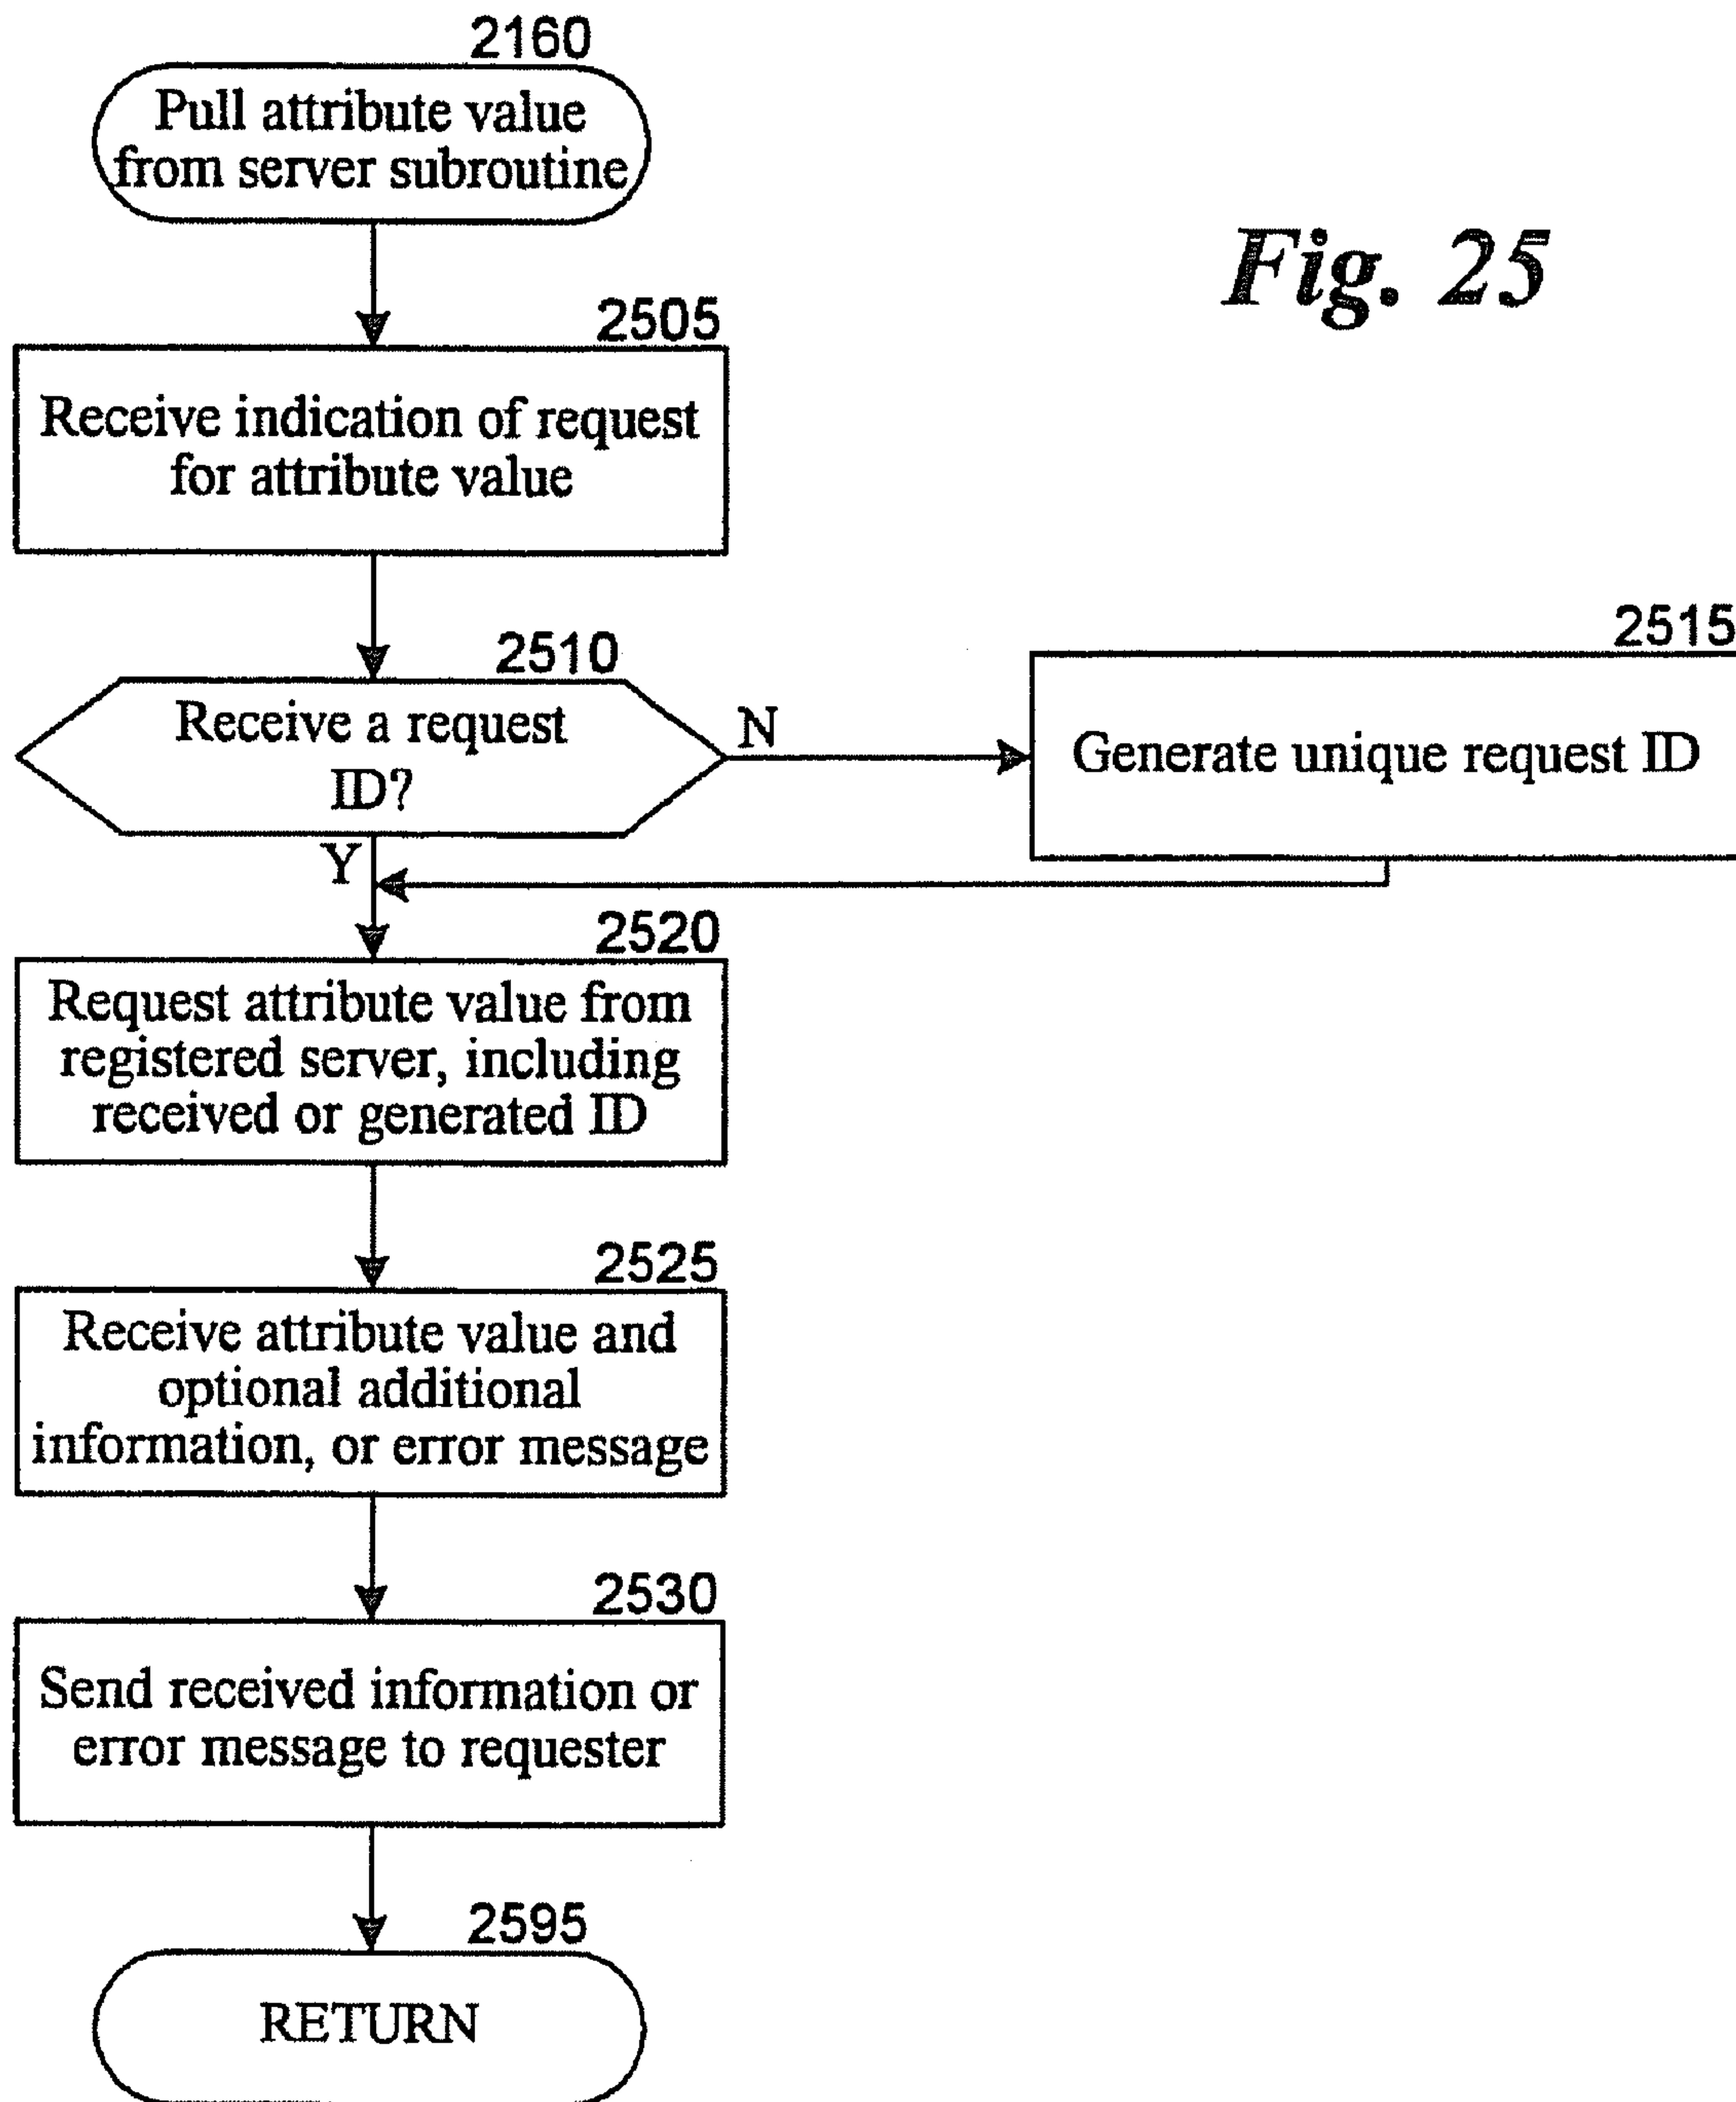 2160
Pull attribute value
from server subroutine
Fig. 25
2505
Receive indication of request
for attribute value
2510
Receive a request
ID?
N
2515
Generate unique request ID
Y
2520
Request attribute value from
registered server, including
received or generated ID
2525
Receive attribute value and
optional additional
information, or error message
2530
Send received information or
error message to requester
2595
RETURN